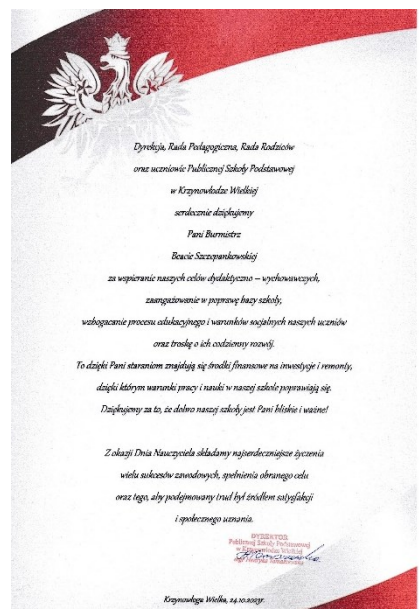 Dyrekcja, Rada Pedagogiczna, Rada Rodziców
oraz uczniowie Publicznej Szkoły Podstawowej
w Krzynowłodze Wielkiej
serdecznie dziękujemy
Pani Burmistrz
Beacie Szczepankowskiej
za wspieranie naszych celów dydaktyczno – wychowawczych,
zaangażowanie w poprawę bazy szkoły,
wzbogacanie procesu edukacyjnego i warunków socjalnych naszych uczniów
oraz troskę o ich codzienny rozwój.
To dzięki Pani staraniom znajdują się środki finansowe na inwestycje i remonty,
dzięki którym warunki pracy i nauki w naszej szkole poprawiają się.
Dziękujemy za to, że dobro naszej szkoły jest Pani bliskie i ważne!
Z okazji Dnia Nauczyciela składamy najserdeczniejsze życzenia
wielu sukcesów zawodowych, spełnienia obranego celu
oraz tego, aby podejmowany trud był źródłem satysfakcji
i społecznego uznania.
DYREKTOR
Publicznej Szkoły Podstawowej
w Krzynowłodze Wielkiej
mgr
Krzynowłoga Wielka, 24.10.2023r.